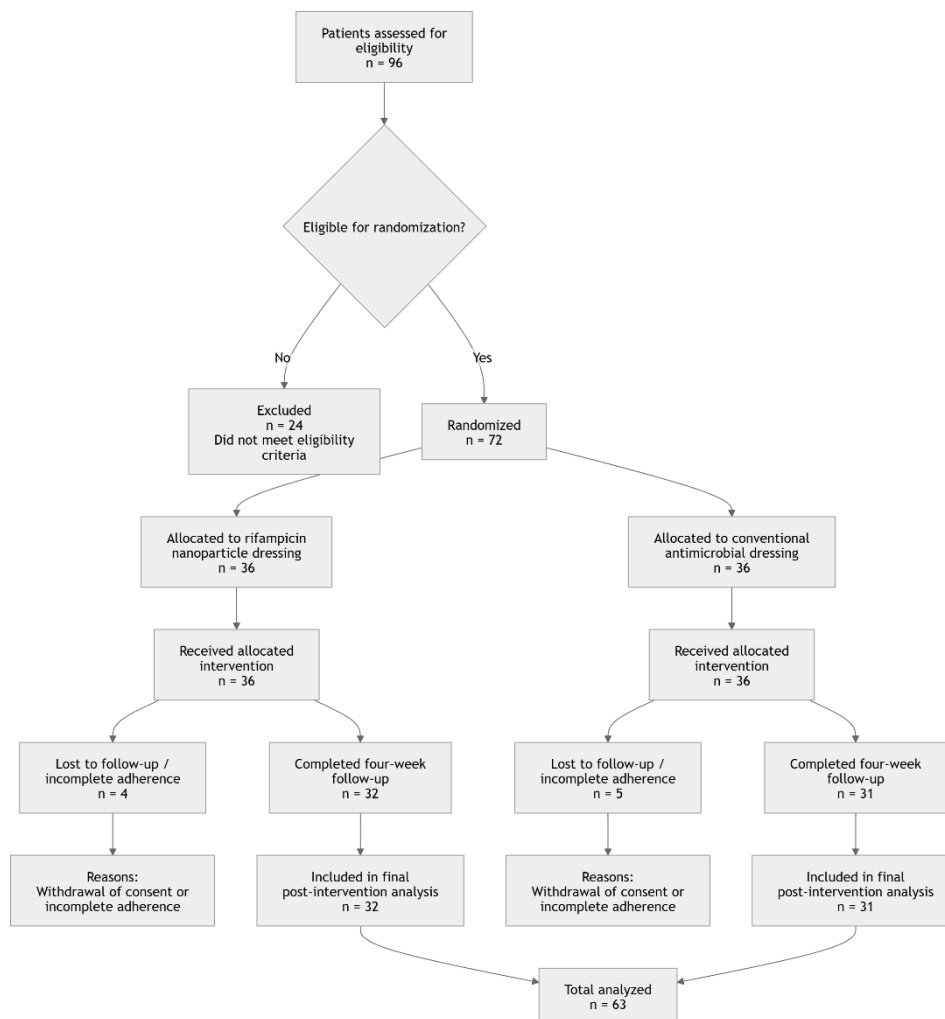 Patients assessed for
eligibility
n = 96
Eligible for randomization?
No
Yes
Excluded
n = 24
Did not meet eligibility
criteria
Randomized
n = 72
Allocated to rifampicin
nanoparticle dressing
n = 36
Allocated to conventional
antimicrobial dressing
n = 36
Received allocated
intervention
n = 36
Received allocated
intervention
n = 36
Lost to follow-up /
incomplete adherence
n = 4
Completed four-week
follow-up
n = 32
Lost to follow-up /
incomplete adherence
n = 5
Completed four-week
follow-up
n = 31
Reasons:
Withdrawal of consent or
incomplete adherence
Included in final
post-intervention analysis
n = 32
Reasons:
Withdrawal of consent or
incomplete adherence
Included in final
post-intervention analysis
n = 31
Total analyzed
n = 63